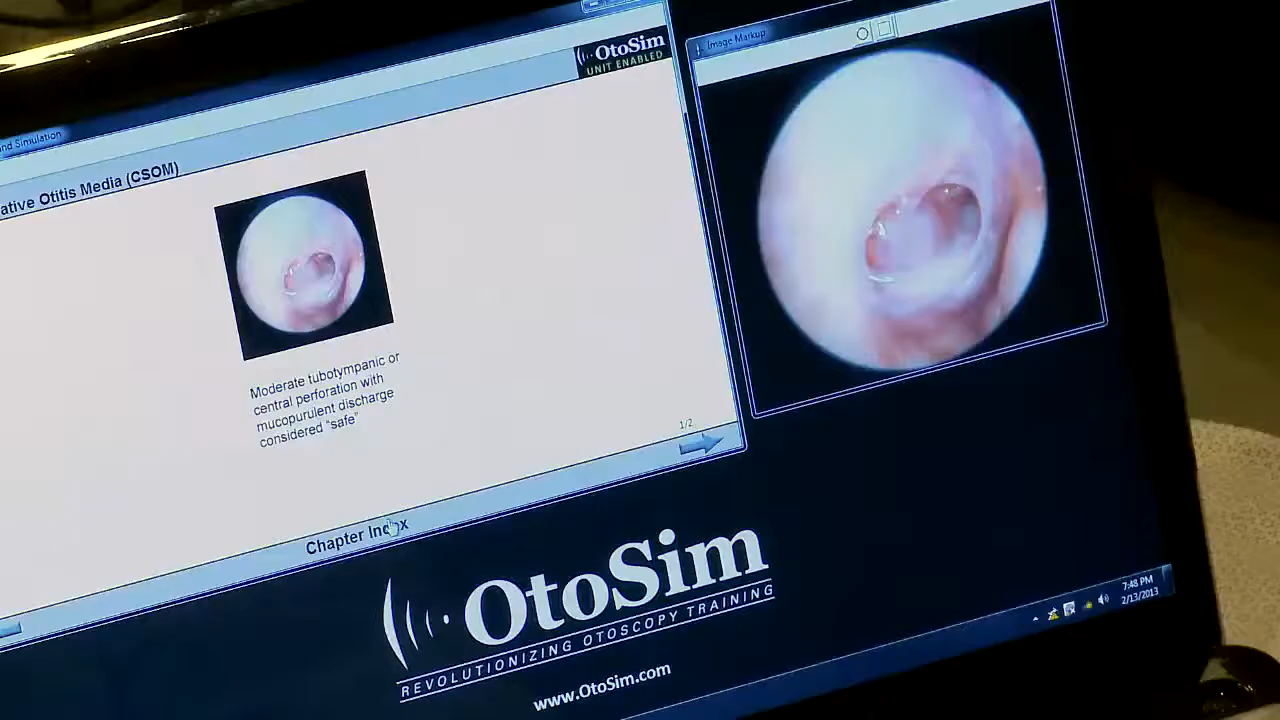 OtoSim
UNIT ENABLED
Image Markup
and Simulation
ative Otitis Media (CSOM)
Moderate tubotympanic or
central perforation with
mucopurulent discharge
considered "safe"
1/2
Chapter Index
OtoSim
REVOLUTIONIZING OTOSCOPY TRAINING
www.OtoSim.com
7:48 PM
2/13/2013